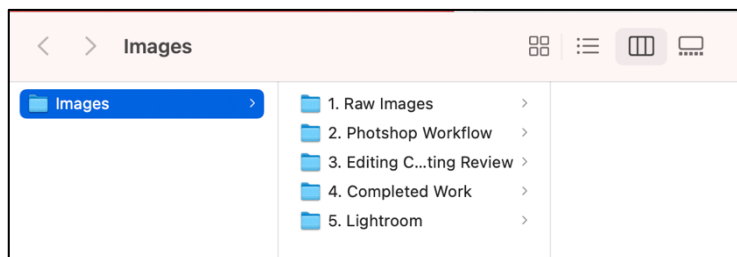 Images
Images
1. Raw Images
2. Photshop Workflow
3. Editing C...ting Review
4. Completed Work
5. Lightroom